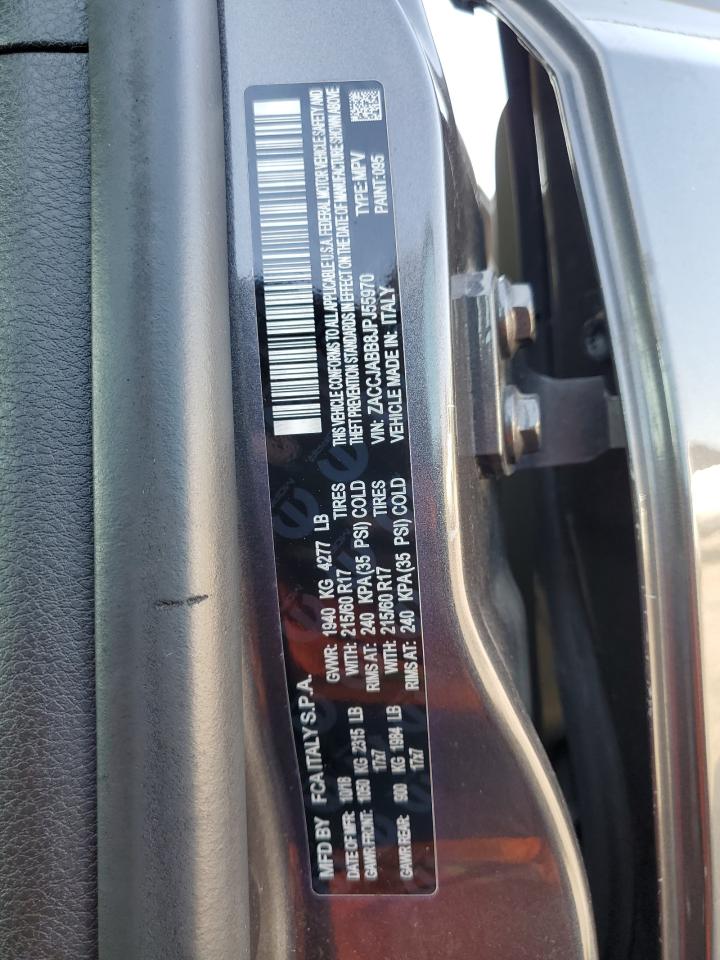 MFD BY FCA ITALY S.P.A.
DATE OF MFR: 10/18 GVWR: 1940 KG 4277 LB
GAWR FRONT: 1050 KG 2315 LB WITH: 215/60 R17 TIRES
17x7 RIMS AT: 240 KPA(35 PSI) COLD
GAWR REAR: 900 KG 1984 LB WITH: 215/60 R17 TIRES
17x7 RIMS AT: 240 KPA(35 PSI) COLD
THIS VEHICLE CONFORMS TO ALL APPLICABLE U.S.A. FEDERAL MOTOR VEHICLE SAFETY AND
THEFT PREVENTION STANDARDS IN EFFECT ON THE DATE OF MANUFACTURE SHOWN ABOVE
VIN: ZACCJABB8JPJ55970 TYPE:MPV
VEHICLE MADE IN: ITALY PAINT:095